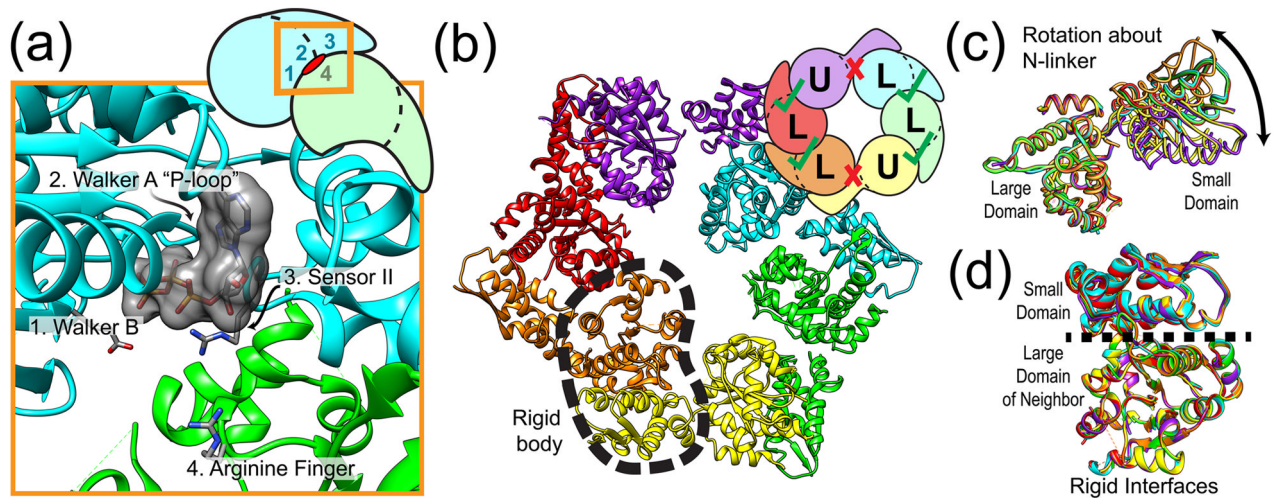 (a)
1
2
3
4
2. Walker A “P-loop”
3. Sensor II
1. Walker B
4. Arginine Finger
(b)
U
x
L
L
L
L
x
U
Rigid
body
(c)
Rotation about
N-linker
Large
Domain
Small
Domain
(d)
Small
Domain
Large
Domain
of Neighbor
Rigid Interfaces